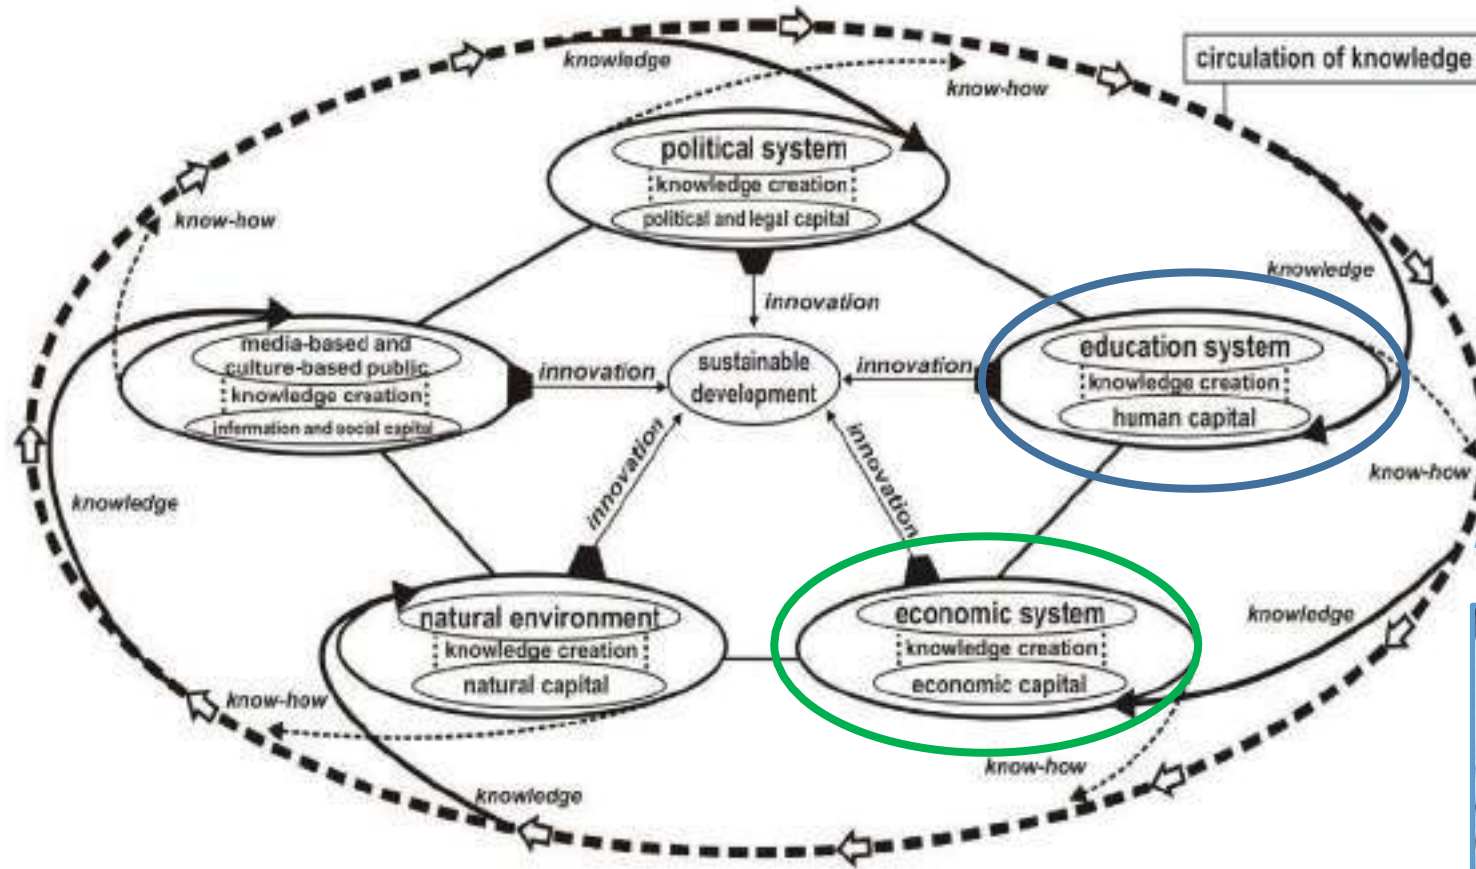 knowledge
know-how
circulation of knowledge
political system
knowledge creation
political and legal capital
know-how
innovation
knowledge
media-based and
culture-based public
knowledge creation
information and social capital
innovation
sustainable
development
innovation
education system
knowledge creation
human capital
know-how
knowledge
innovation
innovation
natural environment
knowledge creation
natural capital
economic system
knowledge creation
economic capital
knowledge
know-how
know-how
knowledge